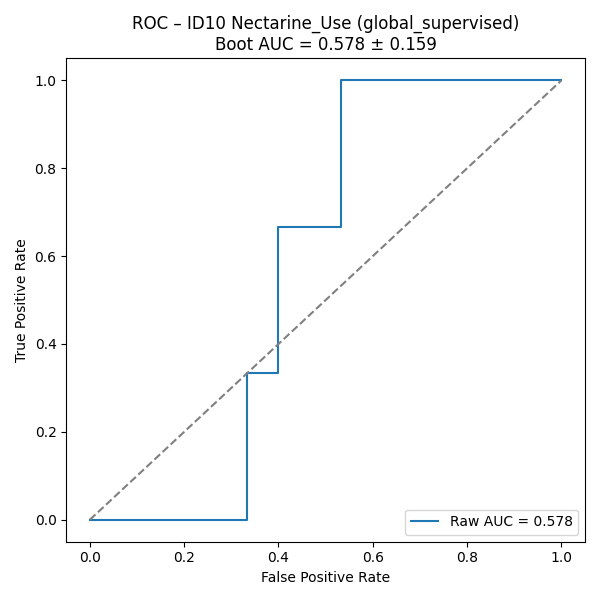 ROC – ID10 Nectarine_Use (global_supervised)
Boot AUC = 0.578 ± 0.159
True Positive Rate
1.0
0.8
0.6
0.4
0.2
0.0
0.0 0.2 0.4 0.6 0.8 1.0
False Positive Rate
Raw AUC = 0.578